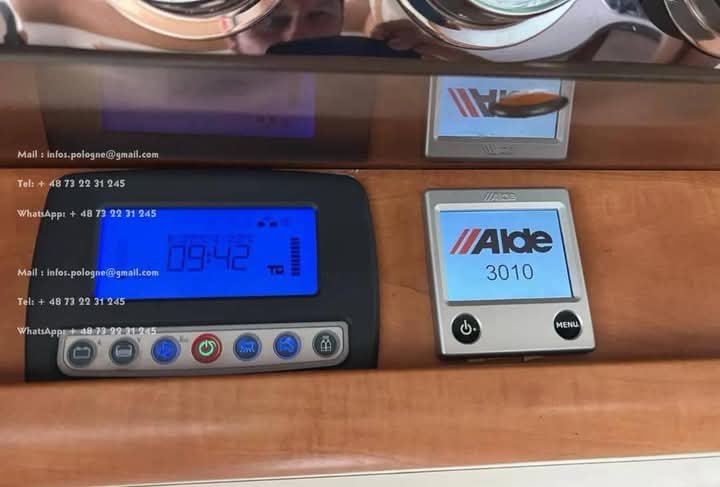 Mail : infos.pologne@gmail.com
Tel: + 48 73 22 31 245
WhatsApp: + 48 73 22 31 245
Mail : infos.pologne@gmail.com
Tel: + 48 73 22 31 245
WhatsApp: + 48 73 22 31 245
09:42
Alde
Alde
3010
MENU